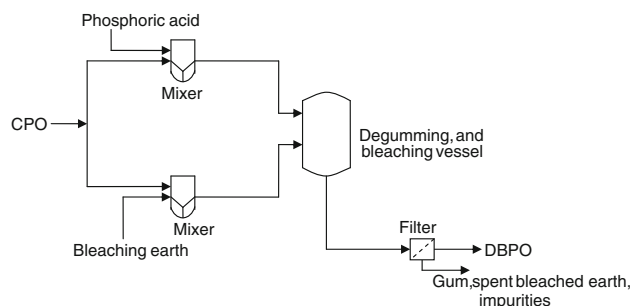 Phosphoric acid
Mixer
CPO
Degumming, and
bleaching vessel
Mixer
Bleaching earth
Filter
DBPO
Gum,spent bleached earth,
impurities